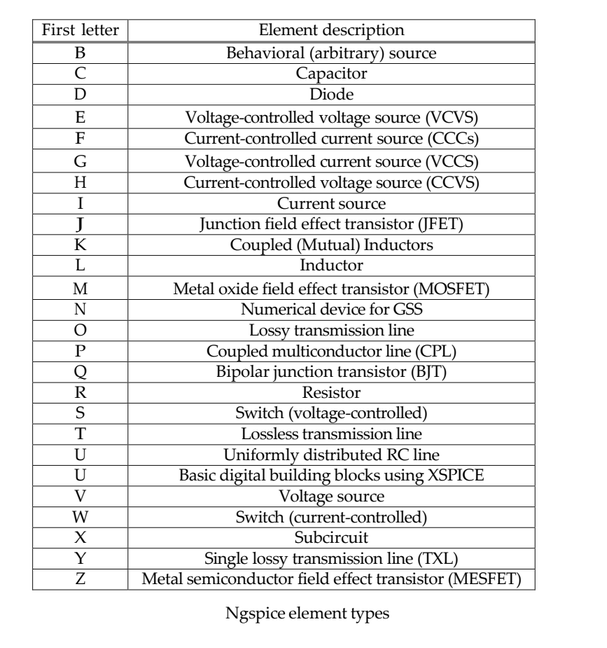 First letter Element description
B Behavioral (arbitrary) source
C Capacitor
D Diode
E Voltage-controlled voltage source (VCVS)
F Current-controlled current source (CCCs)
G Voltage-controlled current source (VCCS)
H Current-controlled voltage source (CCVS)
I Current source
J Junction field effect transistor (JFET)
K Coupled (Mutual) Inductors
L Inductor
M Metal oxide field effect transistor (MOSFET)
N Numerical device for GSS
O Lossy transmission line
P Coupled multiconductor line (CPL)
Q Bipolar junction transistor (BJT)
R Resistor
S Switch (voltage-controlled)
T Lossless transmission line
U Uniformly distributed RC line
U Basic digital building blocks using XSPICE
V Voltage source
W Switch (current-controlled)
X Subcircuit
Y Single lossy transmission line (TXL)
Z Metal semiconductor field effect transistor (MESFET)
Ngspice element types